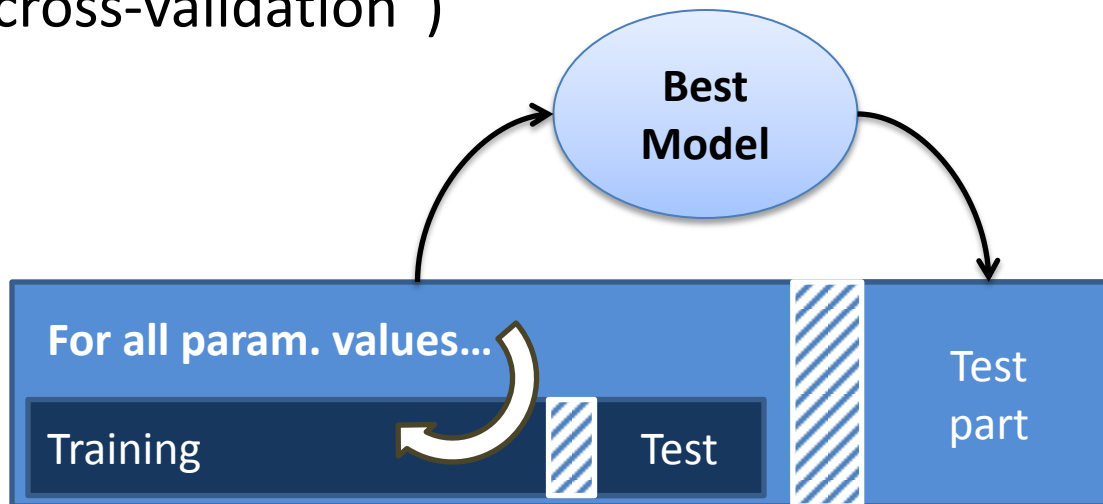 cross-validation")
Best
Model
For all param. values…
Test
part
Training
Test